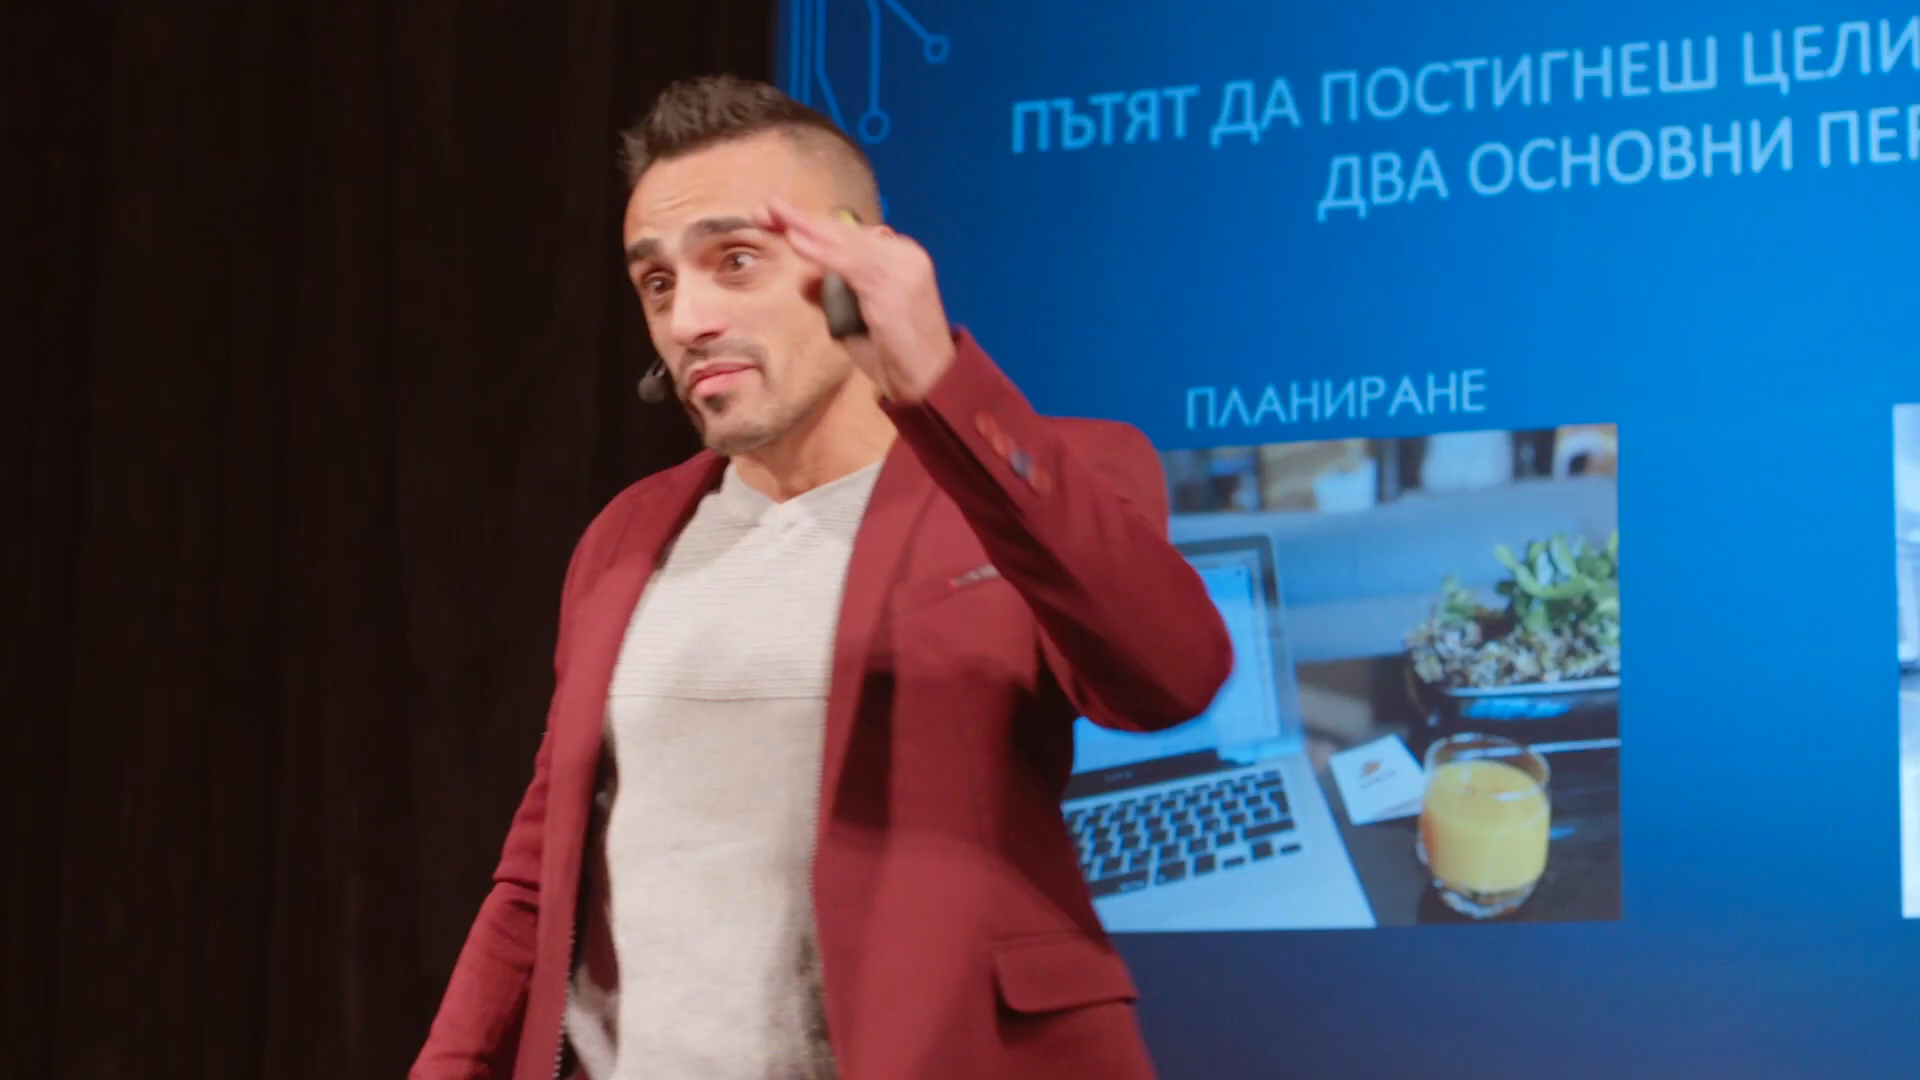 ПЪТЯТ ДА ПОСТИГНЕШ ЦЕЛИ
ДВА ОСНОВНИ
ПЛАНИРАНЕ